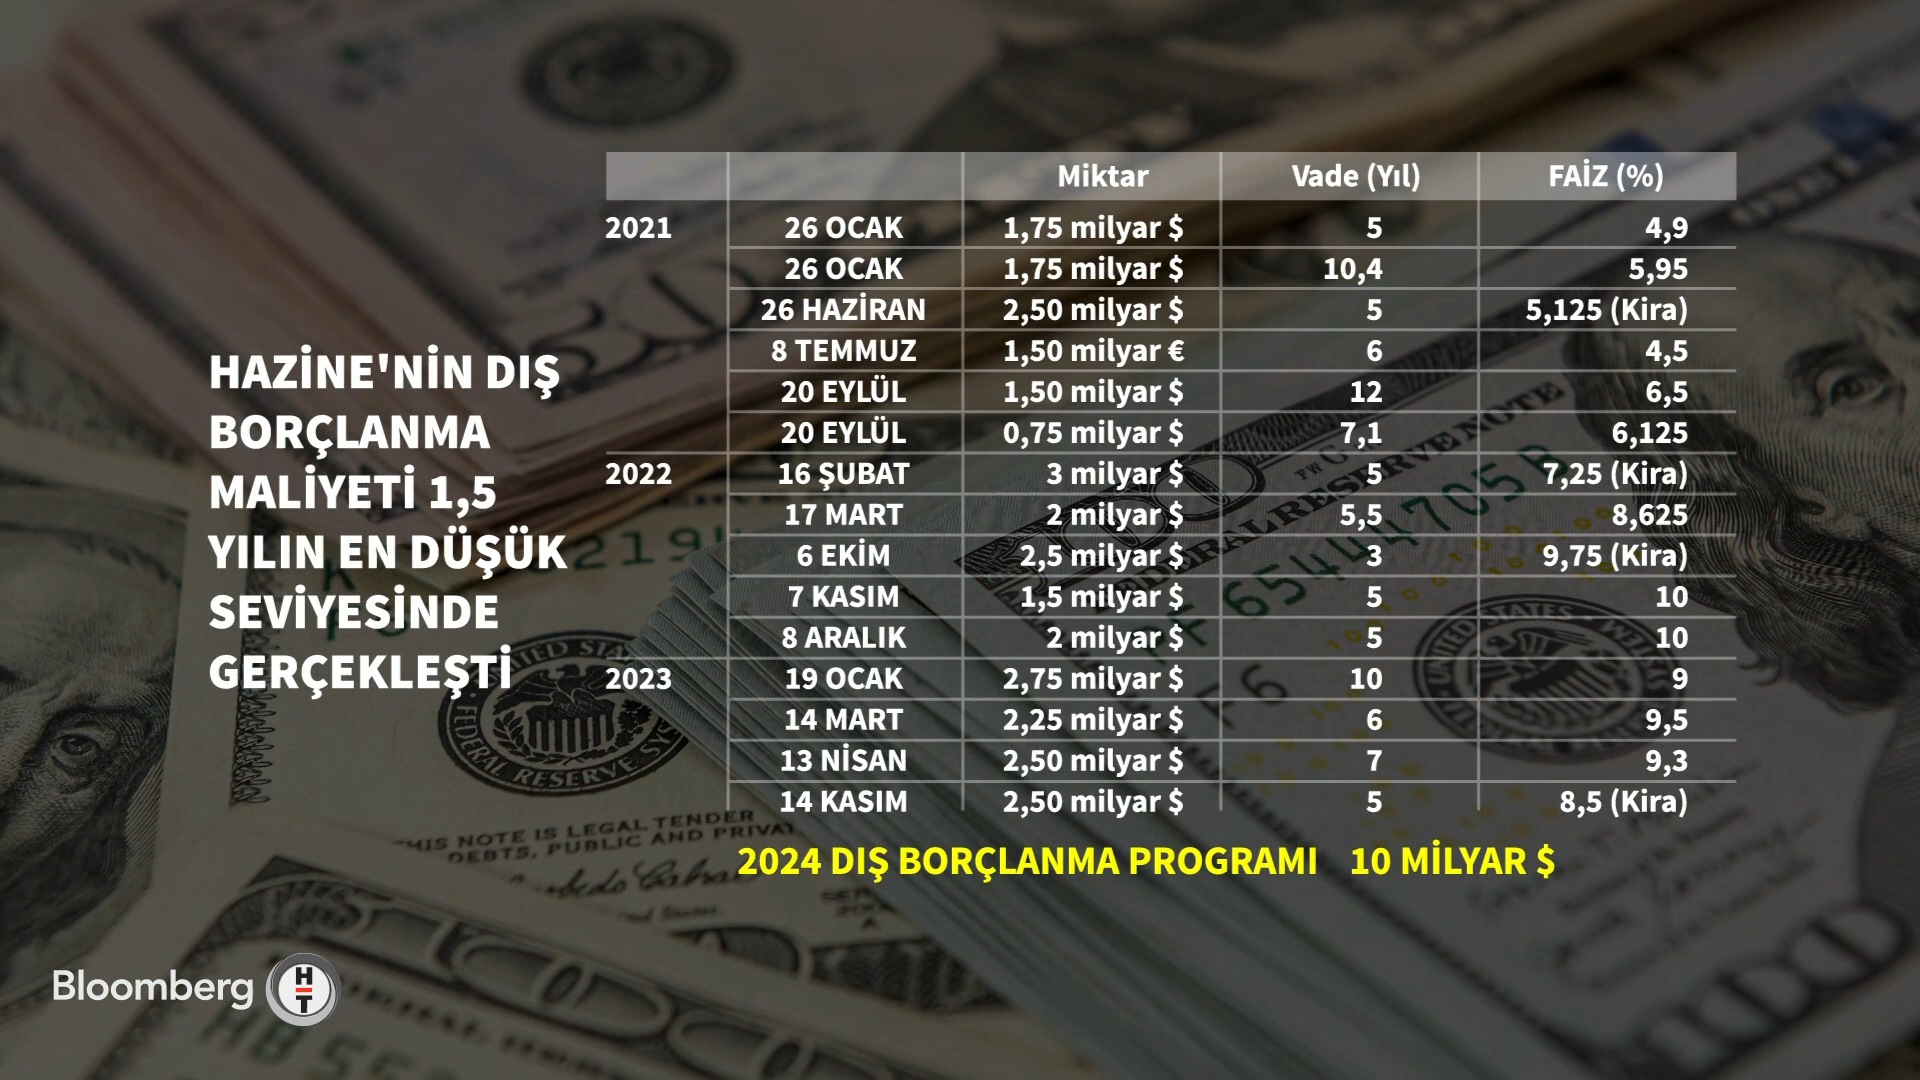 HAZİNE'NİN DIŞ
BORÇLANMA
MALİYETİ 1,5
YILIN EN DÜŞÜK
SEVİYESİNDE
GERÇEKLEŞTİ
Miktar Vade (Yıl) FAİZ (%)
2021 26 OCAK 1,75 milyar $ 5 4,9
26 OCAK 1,75 milyar $ 10,4 5,95
26 HAZİRAN 2,50 milyar $ 5 5,125 (Kira)
8 TEMMUZ 1,50 milyar € 6 4,5
20 EYLÜL 1,50 milyar $ 12 6,5
20 EYLÜL 0,75 milyar $ 7,1 6,125
2022 16 ŞUBAT 3 milyar $ 5 7,25 (Kira)
17 MART 2 milyar $ 5,5 8,625
6 EKİM 2,5 milyar $ 3 9,75 (Kira)
7 KASIM 1,5 milyar $ 5 10
8 ARALIK 2 milyar $ 5 10
2023 19 OCAK 2,75 milyar $ 10 9
14 MART 2,25 milyar $ 6 9,5
13 NİSAN 2,50 milyar $ 7 9,3
14 KASIM 2,50 milyar $ 5 8,5 (Kira)
2024 DIŞ BORÇLANMA PROGRAMI 10 MİLYAR $
Bloomberg HT